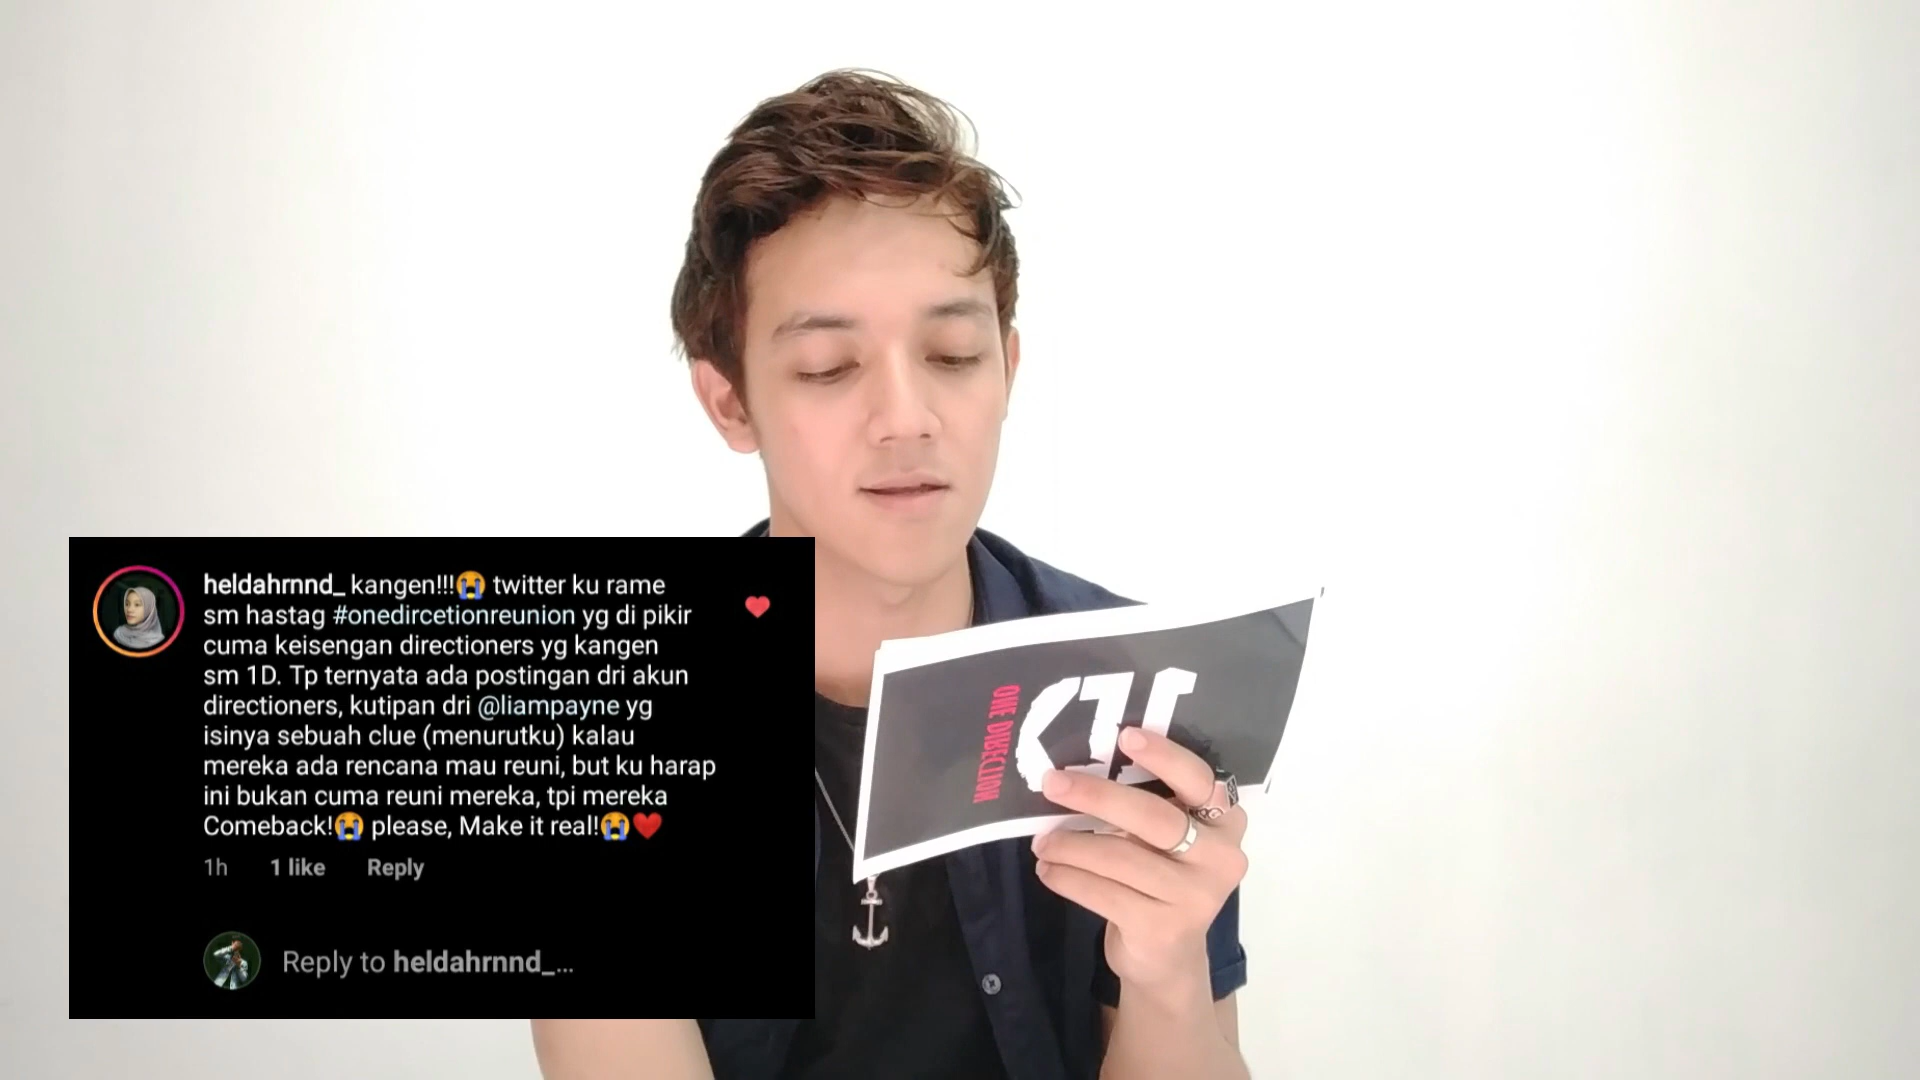 heldahrnnd_ kangen!!!😭 twitter ku rame
sm hastag #onedircetionreunion yg di pikir
cuma keisengan directioners yg kangen
sm 1D. Tp ternyata ada postingan dri akun
directioners, kutipan dri @liampayne yg
isinya sebuah clue (menurutku) kalau
mereka ada rencana mau reuni, but ku harap
ini bukan cuma reuni mereka, tpi mereka
Comeback!😭 please, Make it real!😭❤️
1h 1 like Reply
Reply to heldahrnnd_...
1D
ONE DIRECTION